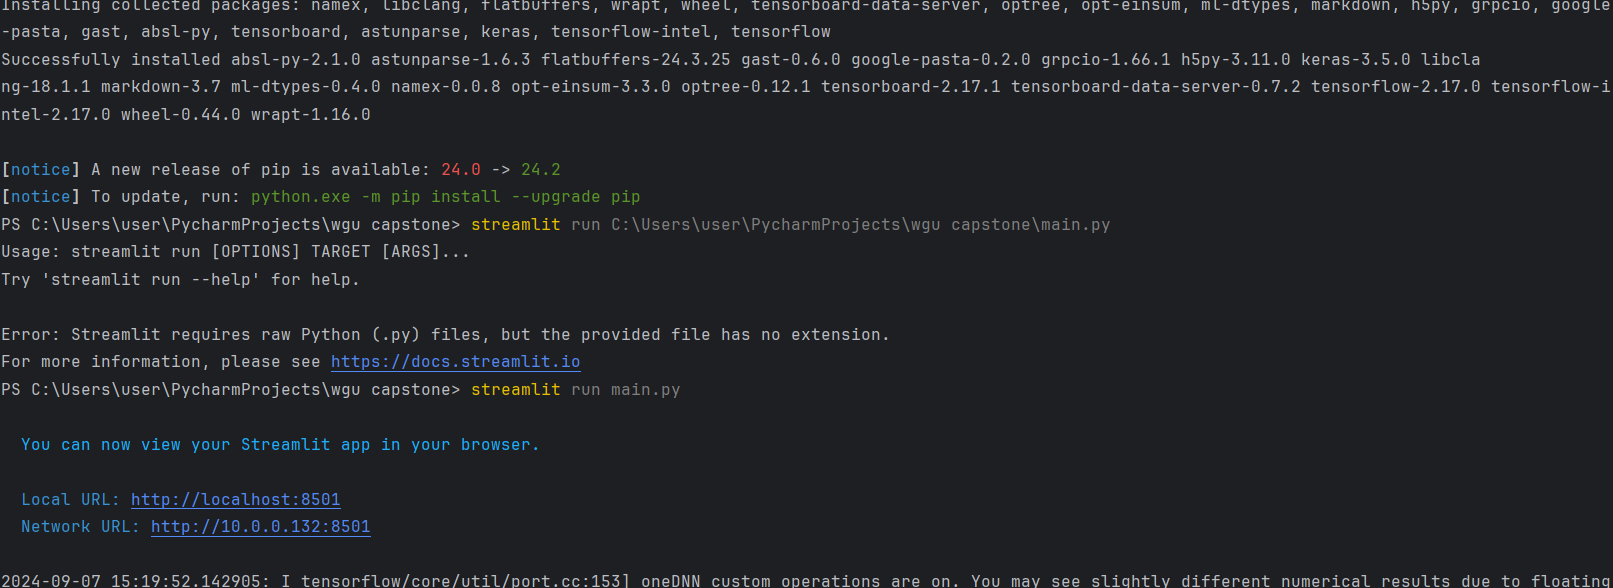 Installing collected packages: namex, libclang, flatbuffers, wrapt, wheel, tensorboard-data-server, optree, opt-einsum, ml-dtypes, markdown, h5py, grpcio, google
-pasta, gast, absl-py, tensorboard, astunparse, keras, tensorflow-intel, tensorflow
Successfully installed absl-py-2.1.0 astunparse-1.6.3 flatbuffers-24.3.25 gast-0.6.0 google-pasta-0.2.0 grpcio-1.66.1 h5py-3.11.0 keras-3.5.0 libcla
ng-18.1.1 markdown-3.7 ml-dtypes-0.4.0 namex-0.0.8 opt-einsum-3.3.0 optree-0.12.1 tensorboard-2.17.1 tensorboard-data-server-0.7.2 tensorflow-2.17.0 tensorflow-i
ntel-2.17.0 wheel-0.44.0 wrapt-1.16.0
[notice] A new release of pip is available: 24.0 -> 24.2
[notice] To update, run: python.exe -m pip install --upgrade pip
PS C:\Users\user\PycharmProjects\wgu capstone> streamlit run C:\Users\user\PycharmProjects\wgu capstone\main.py
Usage: streamlit run [OPTIONS] TARGET [ARGS]...
Try 'streamlit run --help' for help.
Error: Streamlit requires raw Python (.py) files, but the provided file has no extension.
For more information, please see https://docs.streamlit.io
PS C:\Users\user\PycharmProjects\wgu capstone> streamlit run main.py
You can now view your Streamlit app in your browser.
Local URL: http://localhost:8501
Network URL: http://10.0.0.132:8501
2024-09-07 15:19:52.142905: I tensorflow/core/util/port.cc:153] oneDNN custom operations are on. You may see slightly different numerical results due to floating